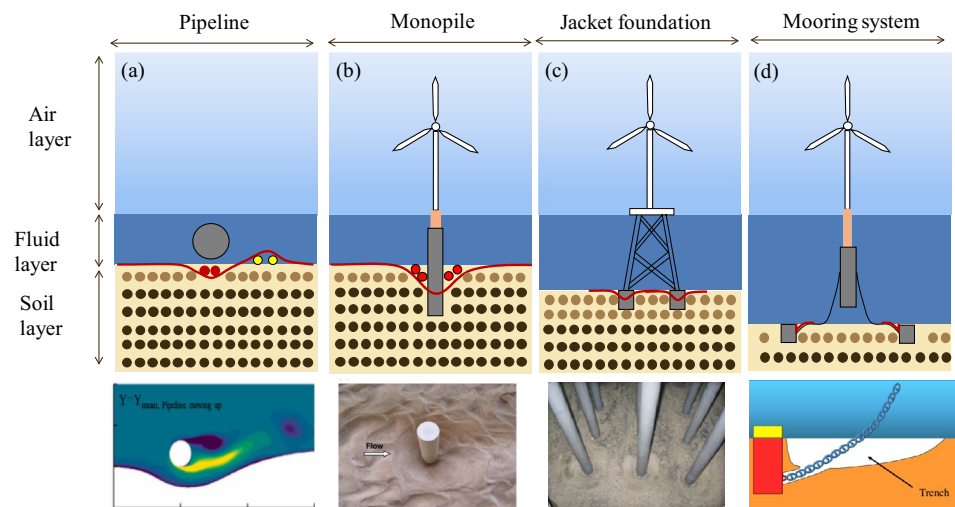 Pipeline
Monopile
Jacket foundation
Mooring system
(a)
(b)
(c)
(d)
Air
layer
Fluid
layer
Soil
layer
Y=Ymean, Pipeline moving up
Flow
Trench